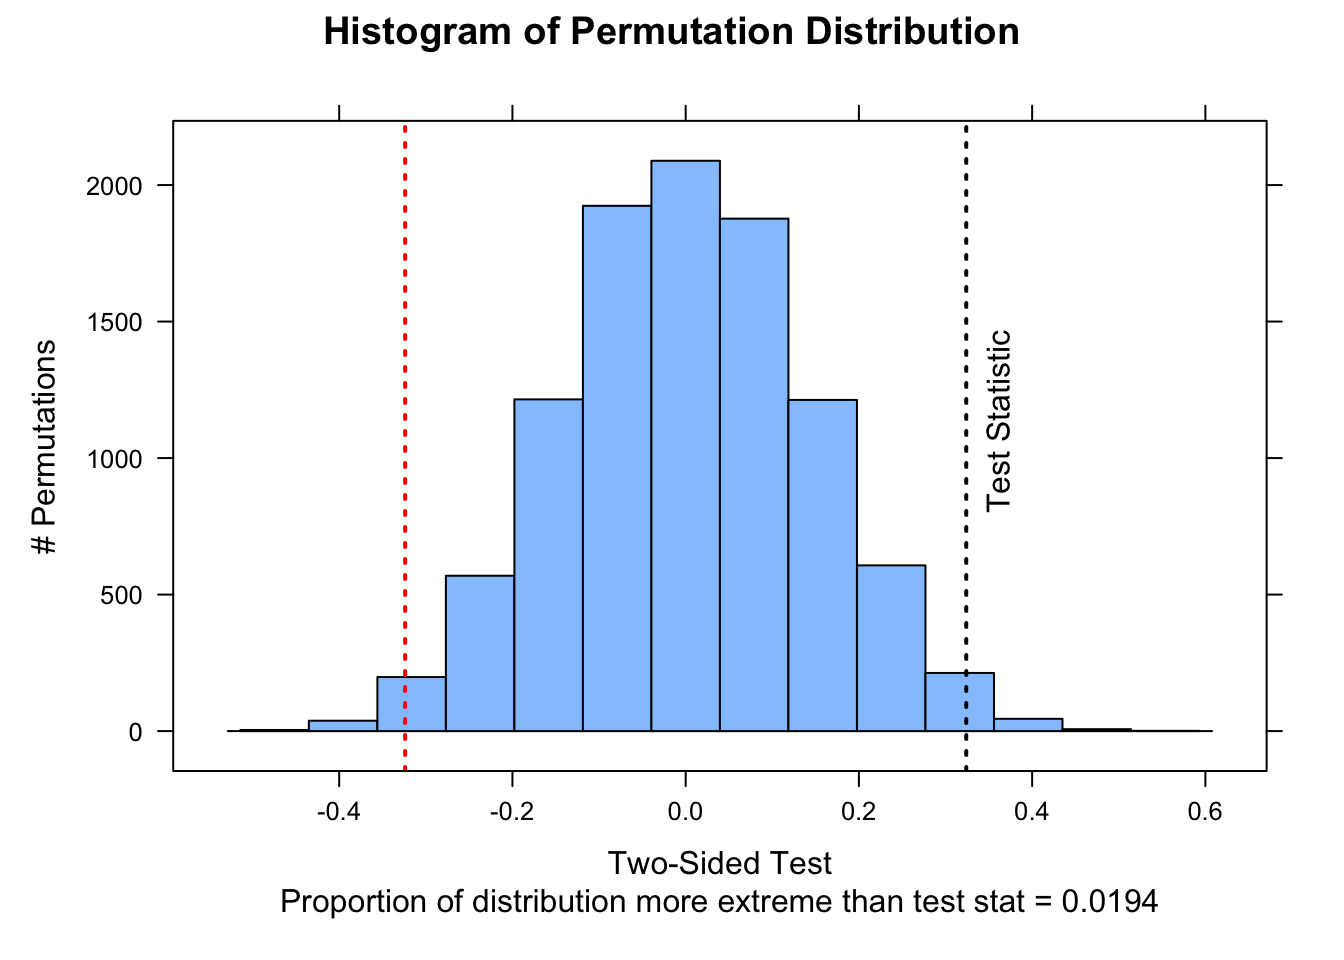 Histogram of Permutation Distribution
# Permutations
2000
1500
1000
500
0
Test Statistic
-0.4
-0.2
0.0
0.2
0.4
0.6
Two-Sided Test
Proportion of distribution more extreme than test stat = 0.0194